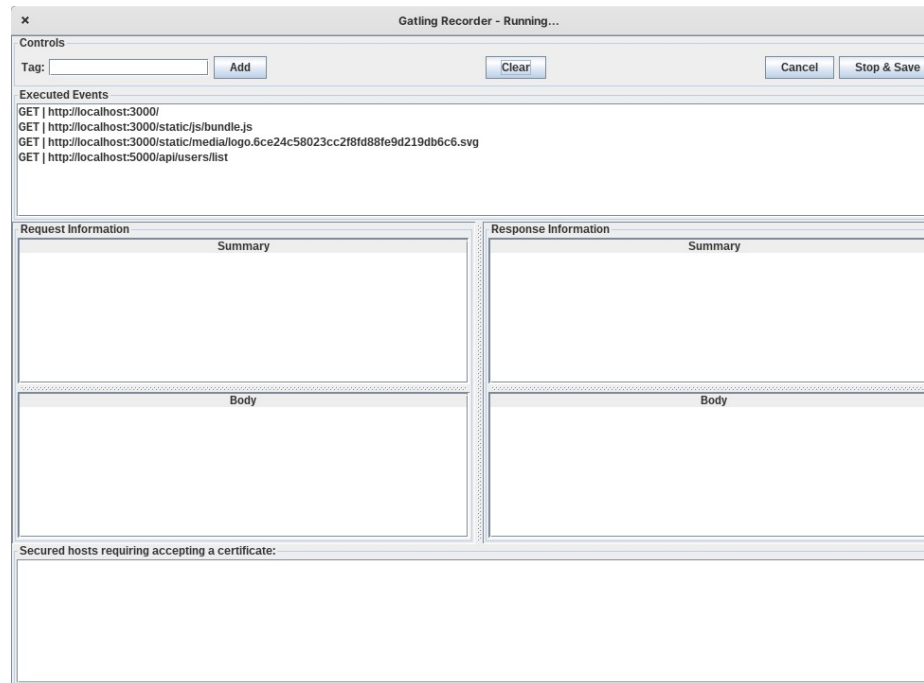 × Gatling Recorder - Running...
Controls
Tag: Add Clear Cancel Stop & Save
Executed Events
GET | http://localhost:3000/
GET | http://localhost:3000/static/js/bundle.js
GET | http://localhost:3000/static/media/logo.6ce24c58023cc2f8fd88fe9d219db6c6.svg
GET | http://localhost:5000/api/users/list
Request Information
Summary
Body
Response Information
Summary
Body
Secured hosts requiring accepting a certificate: